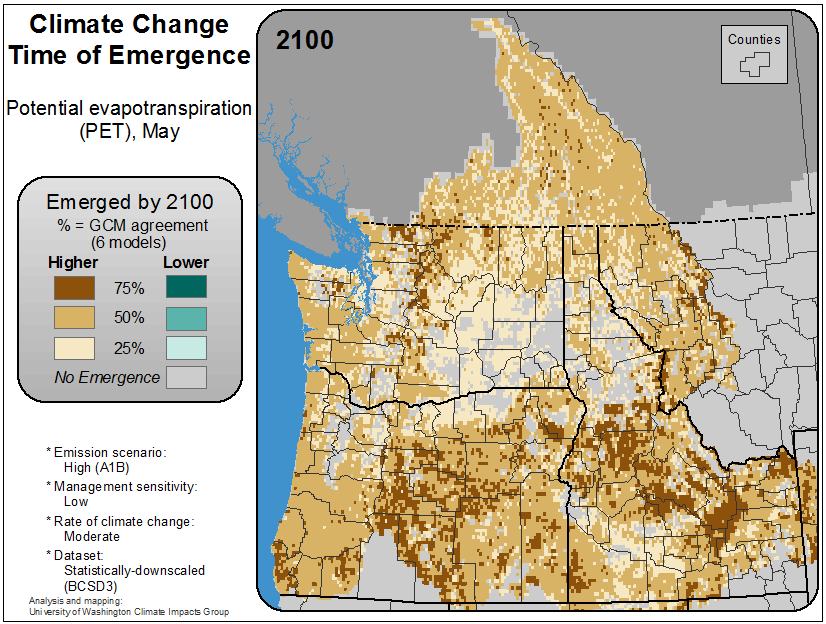 Climate Change
Time of Emergence
Potential evapotranspiration
(PET), May
Emerged by 2100
% = GCM agreement
(6 models)
Higher Lower
75%
50%
25%
No Emergence
* Emission scenario:
High (A1B)
* Management sensitivity:
Low
* Rate of climate change:
Moderate
* Dataset:
Statistically-downscaled
(BCSD3)
Analysis and mapping:
University of Washington Climate Impacts Group
2100
Counties